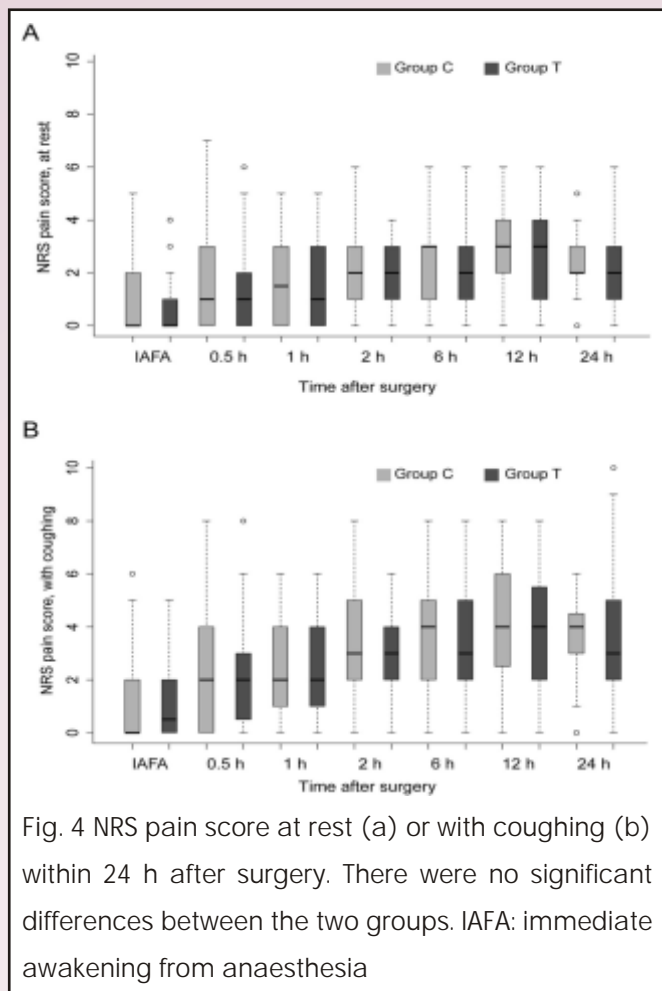 A
Group C Group T
NRS pain score, at rest
10
8
6
4
2
0
IAFA 0.5 h 1 h 2 h 6 h 12 h 24 h
Time after surgery
B
Group C Group T
NRS pain score, with coughing
10
8
6
4
2
0
IAFA 0.5 h 1 h 2 h 6 h 12 h 24 h
Time after surgery
Fig. 4 NRS pain score at rest (a) or with coughing (b)
within 24 h after surgery. There were no significant
differences between the two groups. IAFA: immediate
awakening from anaesthesia